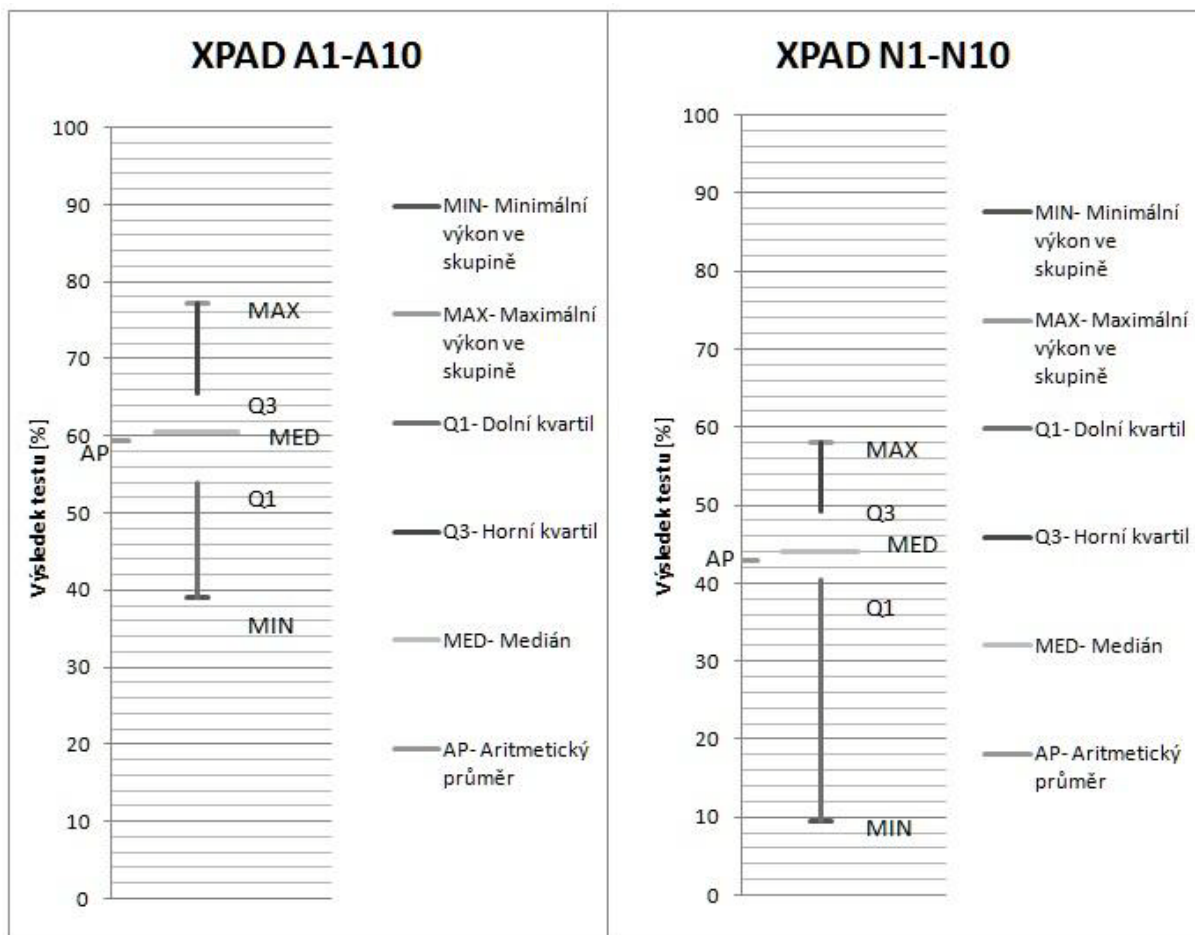 XPAD A1-A10
Výsledek testu [%]
100
90
80
70
60
50
40
30
20
10
0
MAX
Q3
MED
AP
Q1
MIN
MIN- Minimální
výkon ve
skupině
MAX- Maximální
výkon ve
skupině
Q1- Dolní kvartil
Q3- Horní kvartil
MED- Medián
AP- Aritmetický
průměr
XPAD N1-N10
Výsledek testu [%]
100
90
80
70
60
50
40
30
20
10
0
MAX
Q3
MED
AP
Q1
MIN
MIN- Minimální
výkon ve
skupině
MAX- Maximální
výkon ve
skupině
Q1- Dolní kvartil
Q3- Horní kvartil
MED- Medián
AP- Aritmetický
průměr